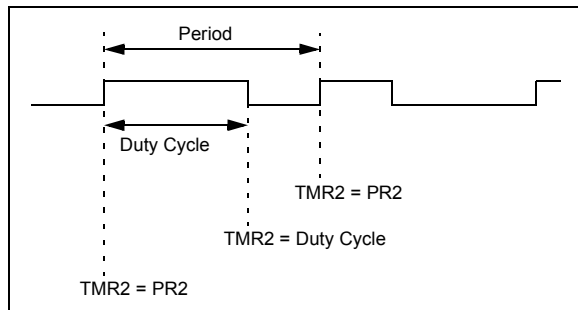 Period
Duty Cycle
TMR2 = PR2
TMR2 = Duty Cycle
TMR2 = PR2